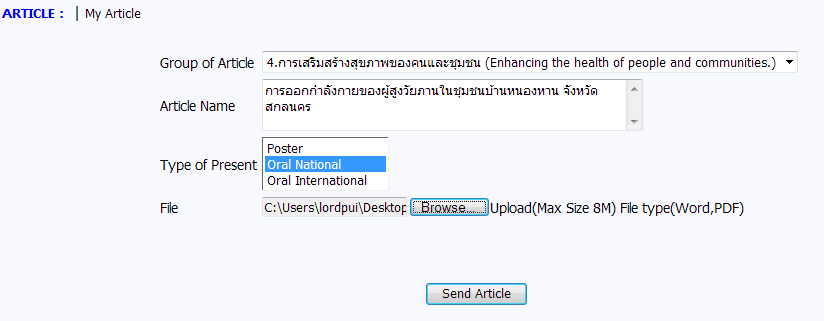 ARTICLE : | My Article
Group of Article 4.การเสริมสร้างสุขภาพของคนและชุมชน (Enhancing the health of people and communities.)
Article Name การออกกำลังกายของผู้สูงวัยภานในชุมชนบ้านหนองหาน จังหวัด
สกลนคร
Type of Present Poster
Oral National
Oral International
File C:\Users\lordpui\Desktop Browse... Upload(Max Size 8M) File type(Word,PDF)
Send Article